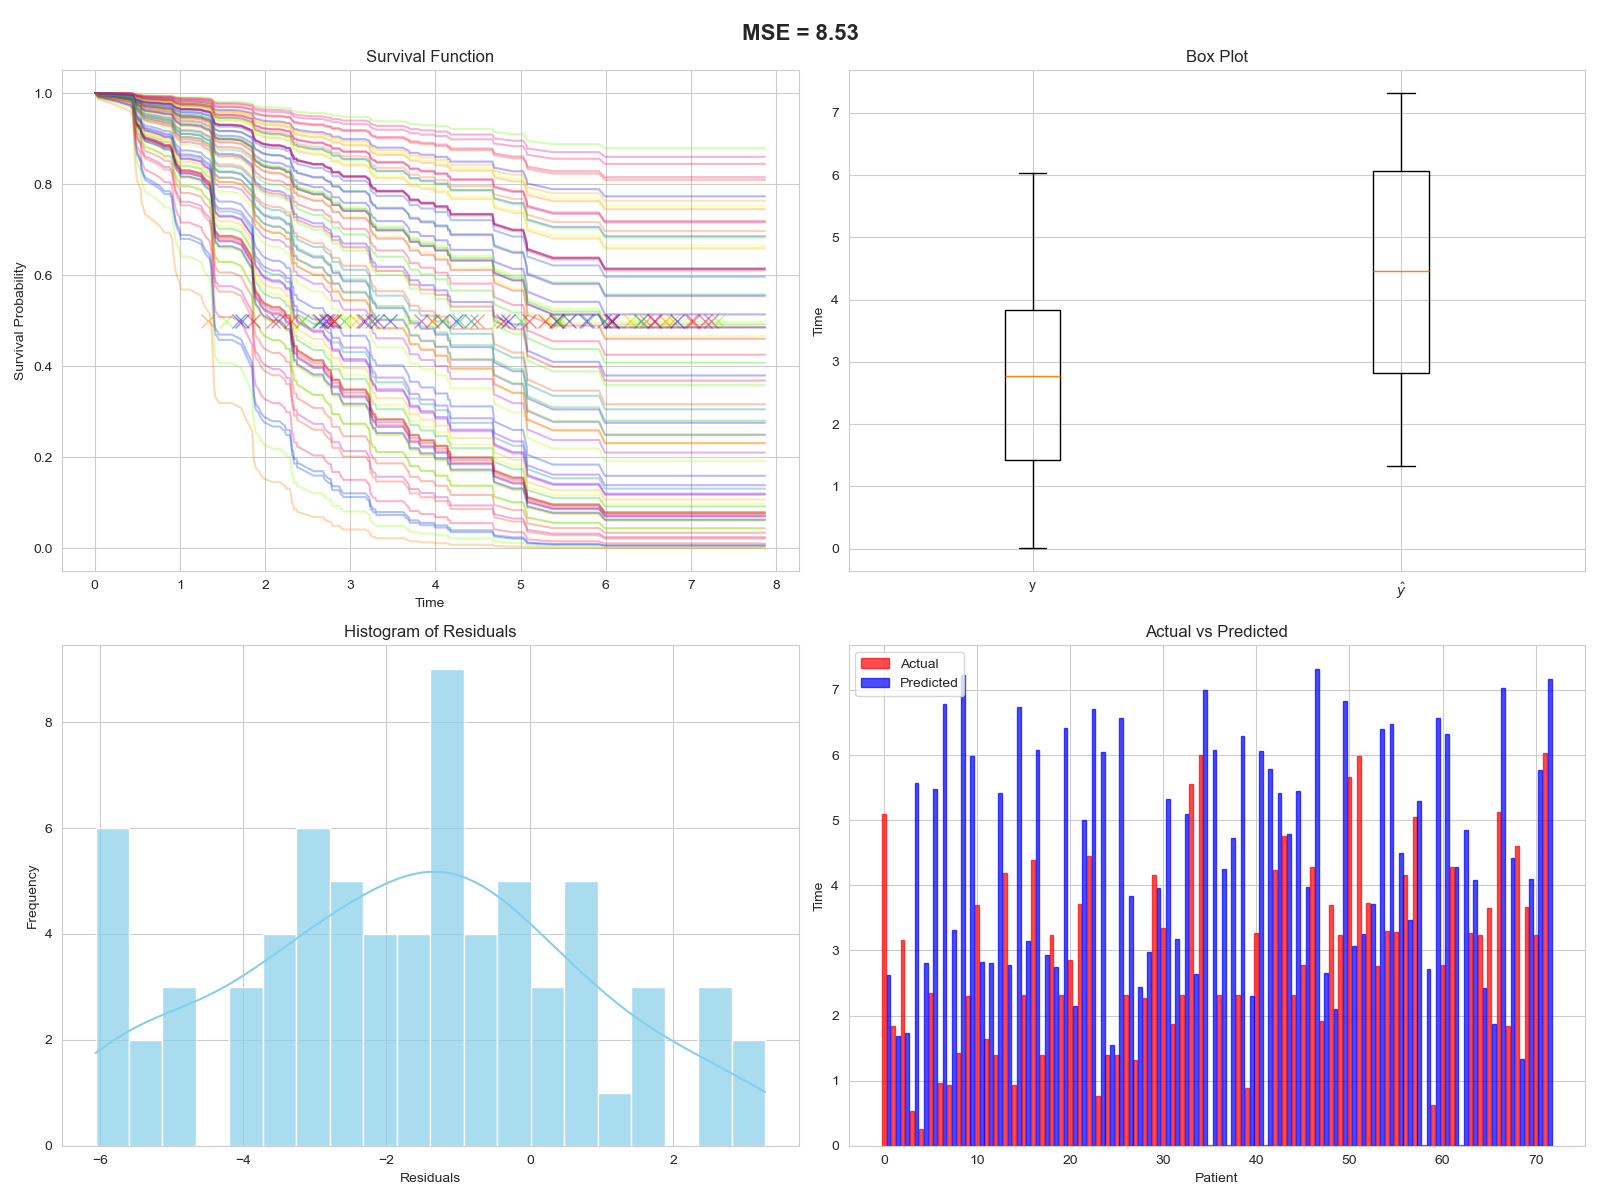 MSE = 8.53
Survival Function
Survival Probability
1.0
0.8
0.6
0.4
0.2
0.0
0 1 2 3 4 5 6 7 8
Time
Box Plot
Time
7
6
5
4
3
2
1
0
y ŷ
Histogram of Residuals
Frequency
8
6
4
2
0
−6 −4 −2 0 2
Residuals
Actual vs Predicted
Actual
Predicted
Time
7
6
5
4
3
2
1
0
0 10 20 30 40 50 60 70
Patient